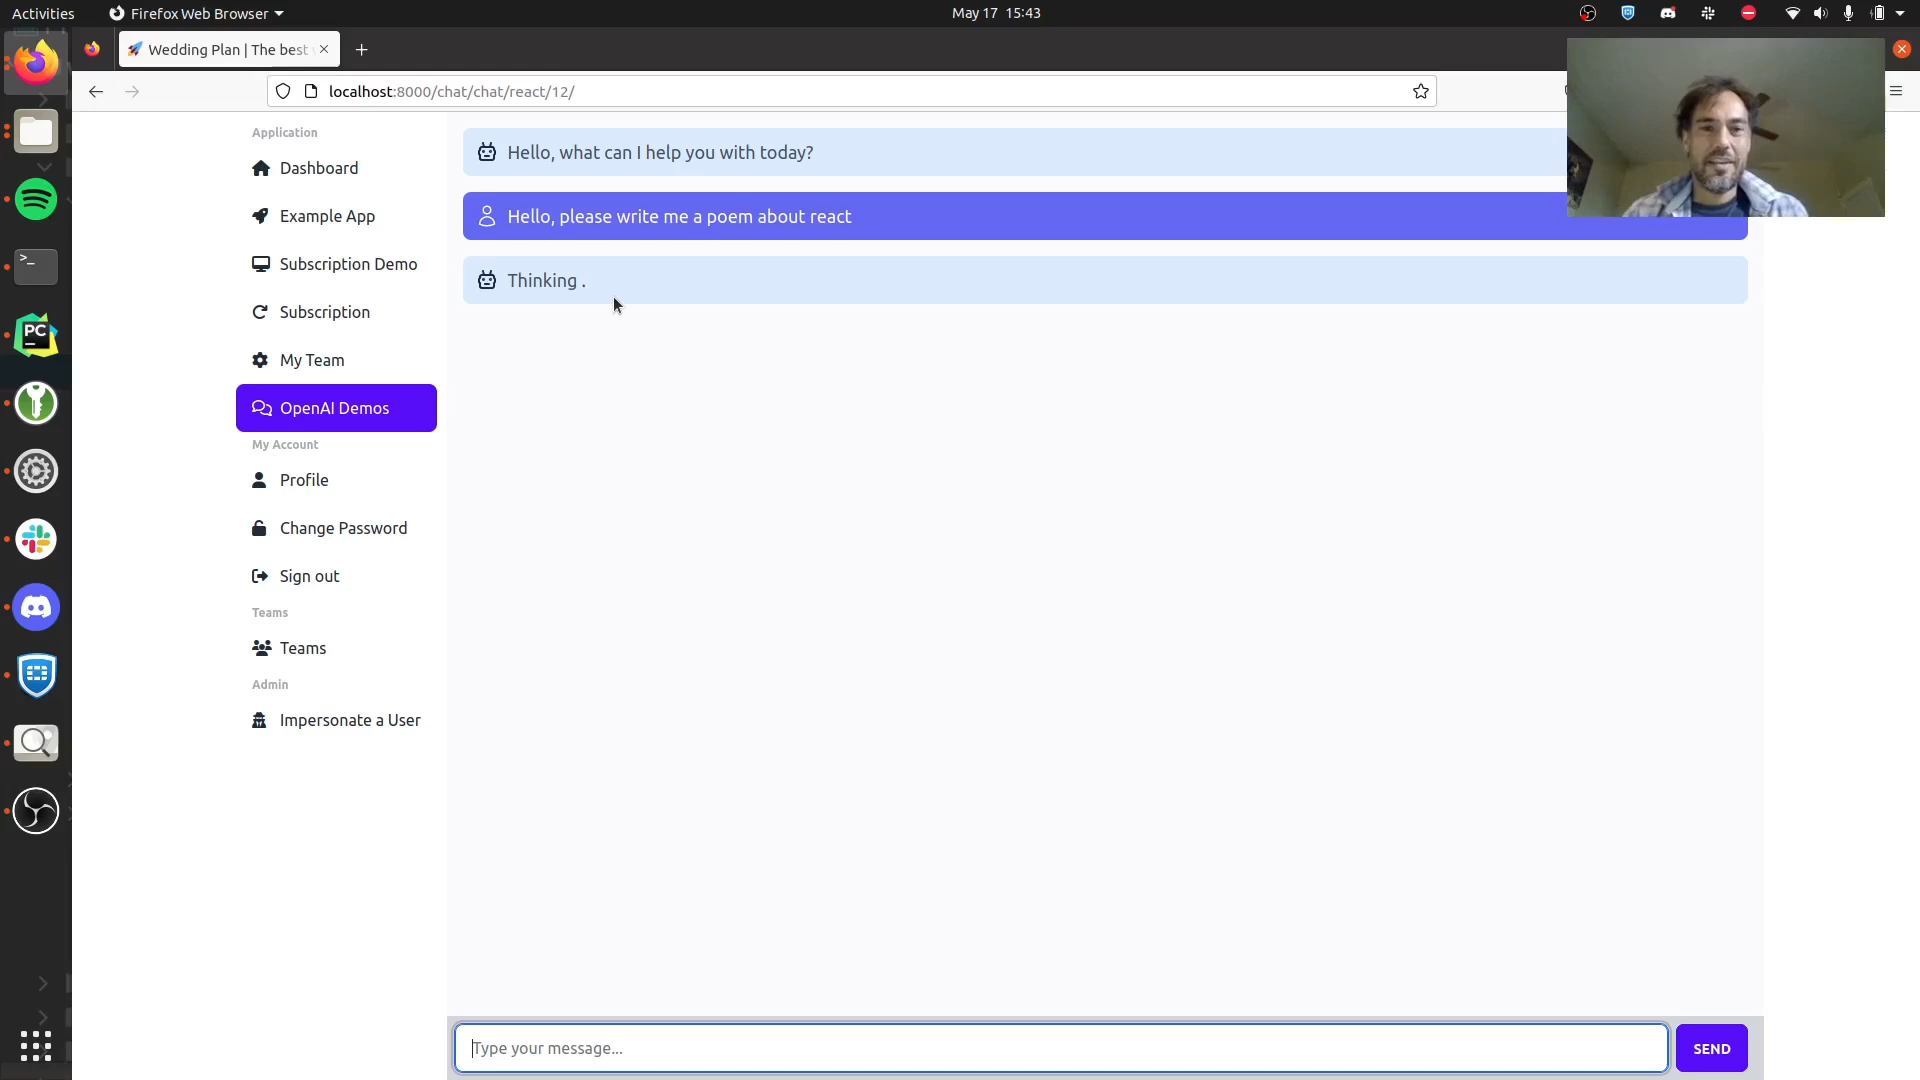 Activities
Firefox Web Browser
May 17 15:43
Wedding Plan | The best
localhost:8000/chat/chat/react/12/
Application
Dashboard
Example App
Subscription Demo
Subscription
My Team
OpenAI Demos
My Account
Profile
Change Password
Sign out
Teams
Teams
Admin
Impersonate a User
Hello, what can I help you with today?
Hello, please write me a poem about react
Thinking .
Type your message...
SEND
>_
PC